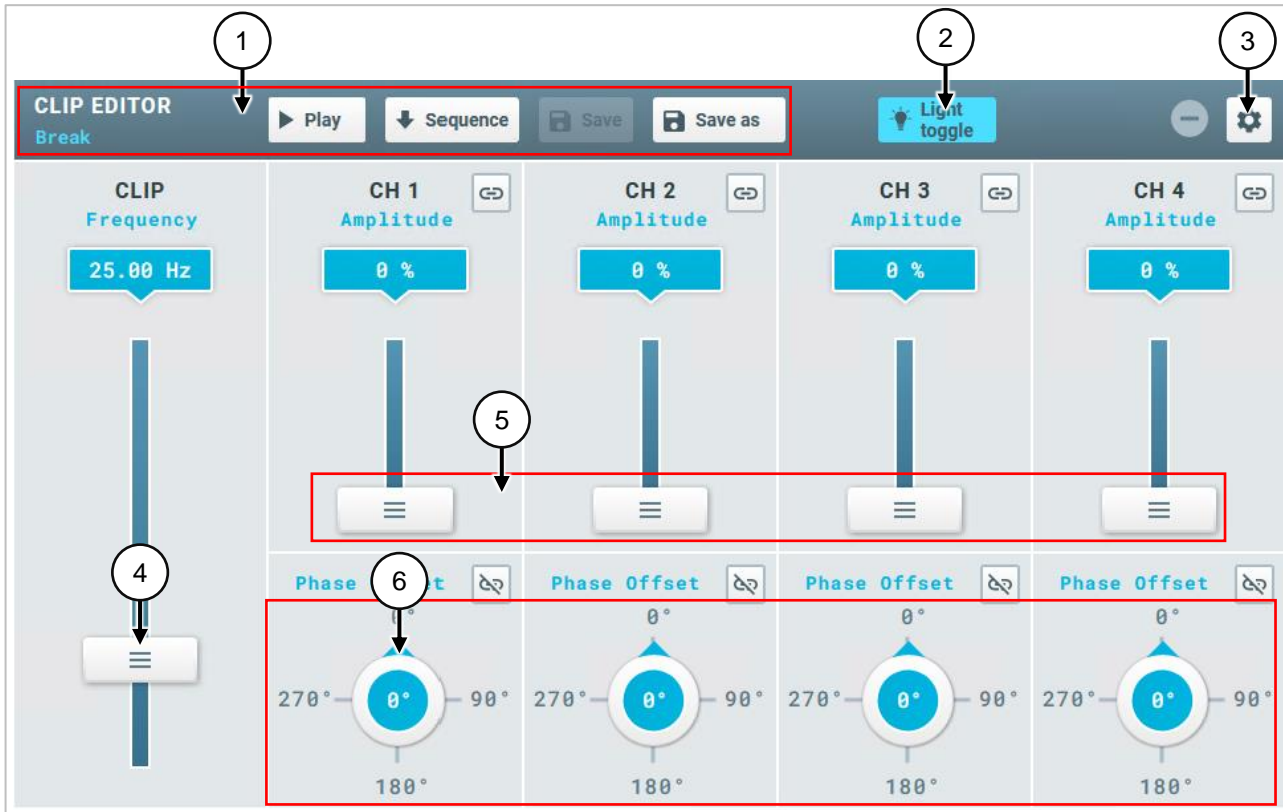 1
2
3
CLIP EDITOR
Break
Play
Sequence
Save
Save as
Light
toggle
CLIP
Frequency
25.00 Hz
CH 1
Amplitude
0 %
CH 2
Amplitude
0 %
CH 3
Amplitude
0 %
CH 4
Amplitude
0 %
5
4
6
Phase et
0°
270°
0°
90°
180°
Phase Offset
0°
270°
0°
90°
180°
Phase Offset
0°
270°
0°
90°
180°
Phase Offset
0°
270°
0°
90°
180°